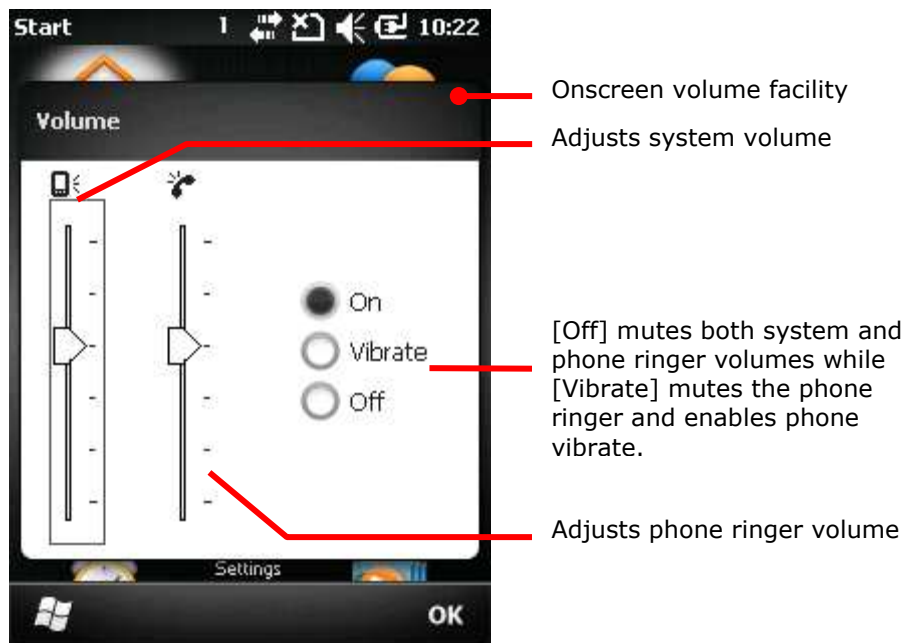 Start 1 10:22
Onscreen volume facility
Volume
Adjusts system volume
On
Vibrate
Off
[Off] mutes both system and
phone ringer volumes while
[Vibrate] mutes the phone
ringer and enables phone
vibrate.
Adjusts phone ringer volume
Settings
OK